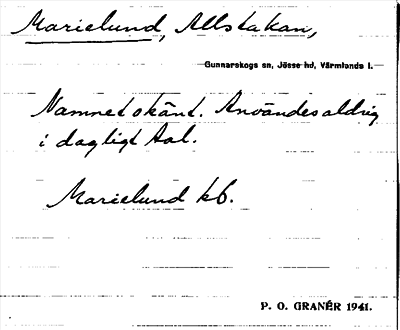 Marielund, Allstakan,
Gunnarskogs sn, Jösse hd, Värmlands l.
Namnet okänt. Användes aldrig
i dagligt tal.
Marielund kb.
P. O. GRANÉR 1941.